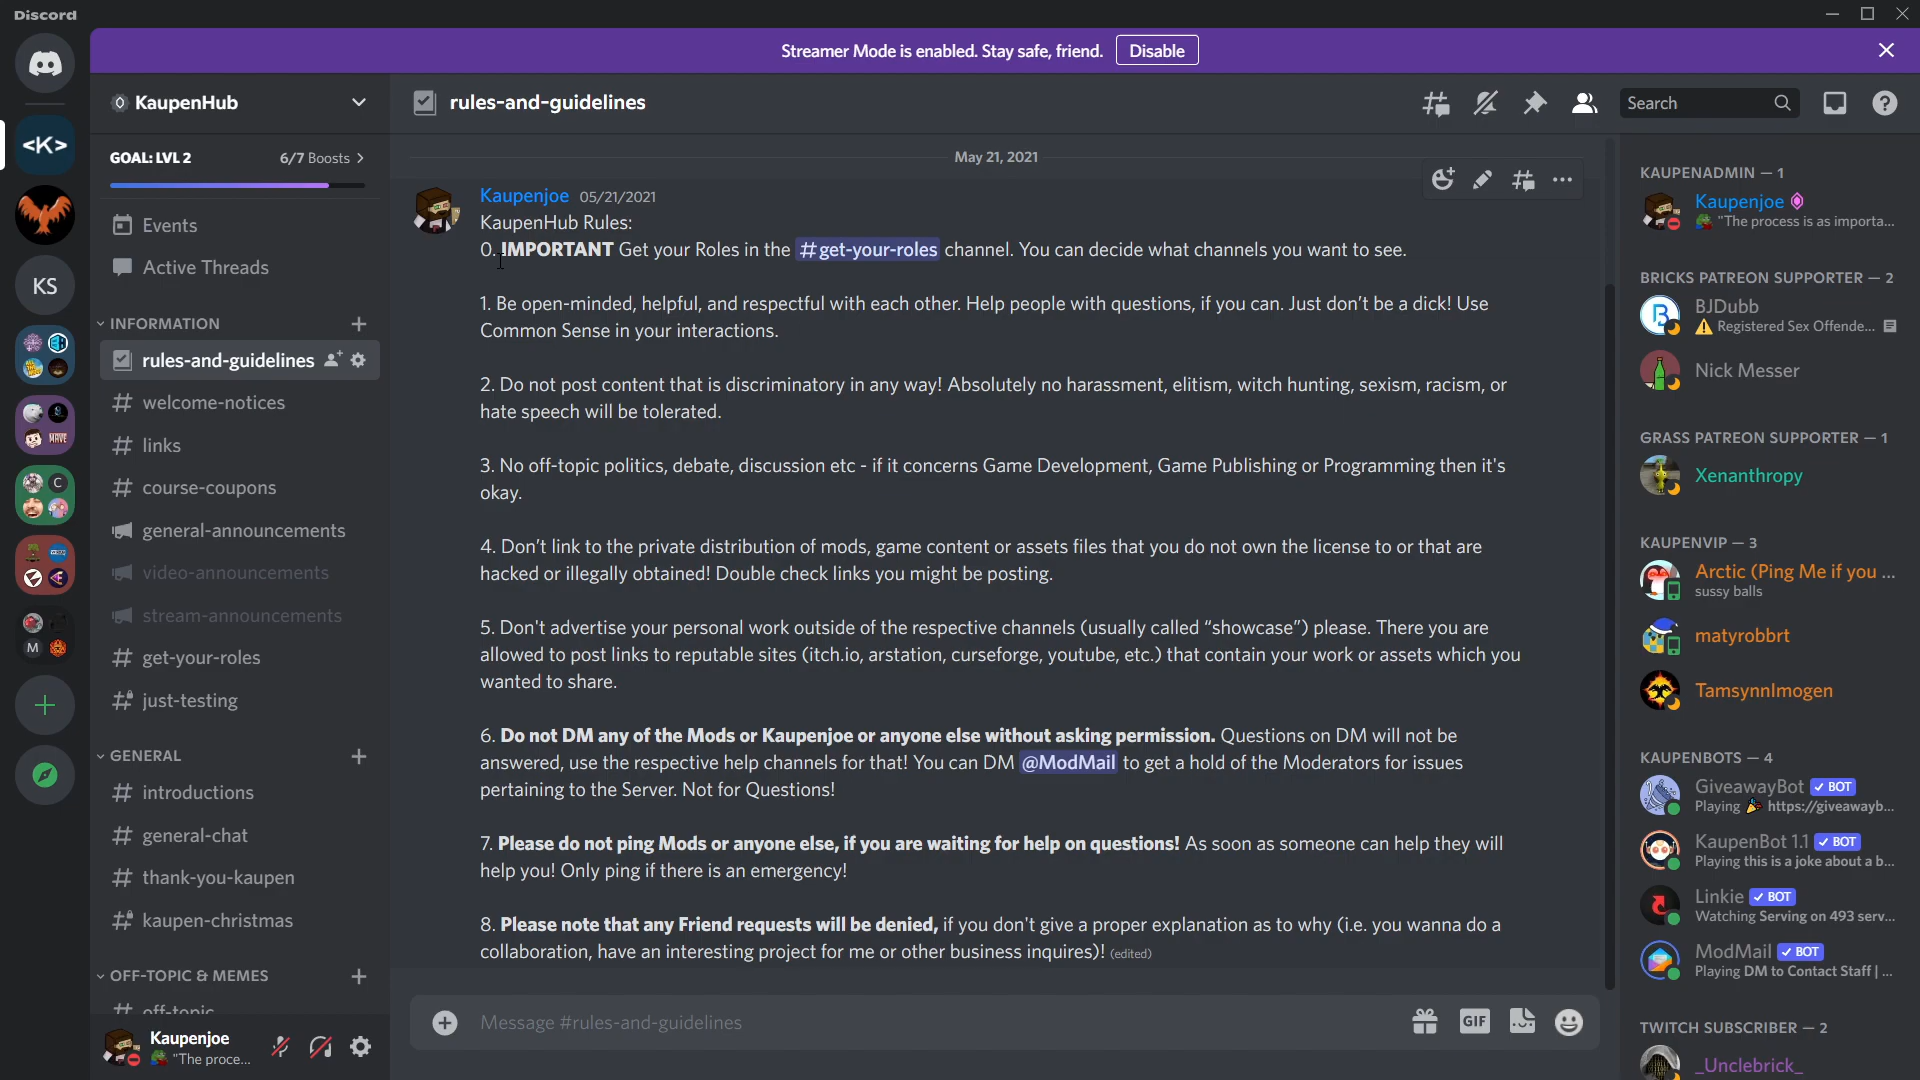 Discord
Streamer Mode is enabled. Stay safe, friend. Disable
KaupenHub
GOAL: LVL 2 6/7 Boosts
Events
Active Threads
INFORMATION
rules-and-guidelines
welcome-notices
links
course-coupons
general-announcements
video-announcements
stream-announcements
get-your-roles
just-testing
GENERAL
introductions
general-chat
thank-you-kaupen
kaupen-christmas
OFF-TOPIC & MEMES
off-topic
Kaupenjoe
"The proce...
<K>
KS
C
MAVE
M
rules-and-guidelines
Search
May 21, 2021
Kaupenjoe 05/21/2021
KaupenHub Rules:
0. IMPORTANT Get your Roles in the #get-your-roles channel. You can decide what channels you want to see.
1. Be open-minded, helpful, and respectful with each other. Help people with questions, if you can. Just don't be a dick! Use
Common Sense in your interactions.
2. Do not post content that is discriminatory in any way! Absolutely no harassment, elitism, witch hunting, sexism, racism, or
hate speech will be tolerated.
3. No off-topic politics, debate, discussion etc - if it concerns Game Development, Game Publishing or Programming then it's
okay.
4. Don't link to the private distribution of mods, game content or assets files that you do not own the license to or that are
hacked or illegally obtained! Double check links you might be posting.
5. Don't advertise your personal work outside of the respective channels (usually called “showcase”) please. There you are
allowed to post links to reputable sites (itch.io, arstation, curseforge, youtube, etc.) that contain your work or assets which you
wanted to share.
6. Do not DM any of the Mods or Kaupenjoe or anyone else without asking permission. Questions on DM will not be
answered, use the respective help channels for that! You can DM @ModMail to get a hold of the Moderators for issues
pertaining to the Server. Not for Questions!
7. Please do not ping Mods or anyone else, if you are waiting for help on questions! As soon as someone can help they will
help you! Only ping if there is an emergency!
8. Please note that any Friend requests will be denied, if you don't give a proper explanation as to why (i.e. you wanna do a
collaboration, have an interesting project for me or other business inquires)! (edited)
Message #rules-and-guidelines
GIF
KAUPENADMIN — 1
Kaupenjoe
"The process is as importa...
BRICKS PATREON SUPPORTER — 2
BJDubb
Registered Sex Offende...
Nick Messer
GRASS PATREON SUPPORTER — 1
Xenanthropy
KAUPENVIP — 3
Arctic (Ping Me if you ...
sussy balls
matyrobbrt
TamsynnImogen
KAUPENBOTS — 4
GiveawayBot BOT
Playing https://giveawayb...
KaupenBot 1.1 BOT
Playing this is a joke about a b...
Linkie BOT
Watching Serving on 493 serv...
ModMail BOT
Playing DM to Contact Staff | ...
TWITCH SUBSCRIBER — 2
_Unclebrick_